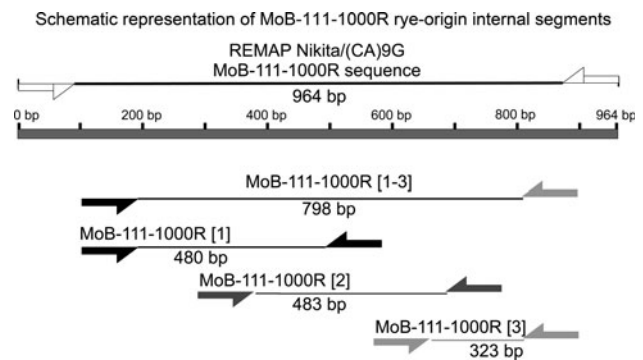 Schematic representation of MoB-111-1000R rye-origin internal segments
REMAP Nikita/(CA)9G
MoB-111-1000R sequence
964 bp
0 bp 200 bp 400 bp 600 bp 800 bp 964 bp
MoB-111-1000R [1-3]
798 bp
MoB-111-1000R [1]
480 bp
MoB-111-1000R [2]
483 bp
MoB-111-1000R [3]
323 bp